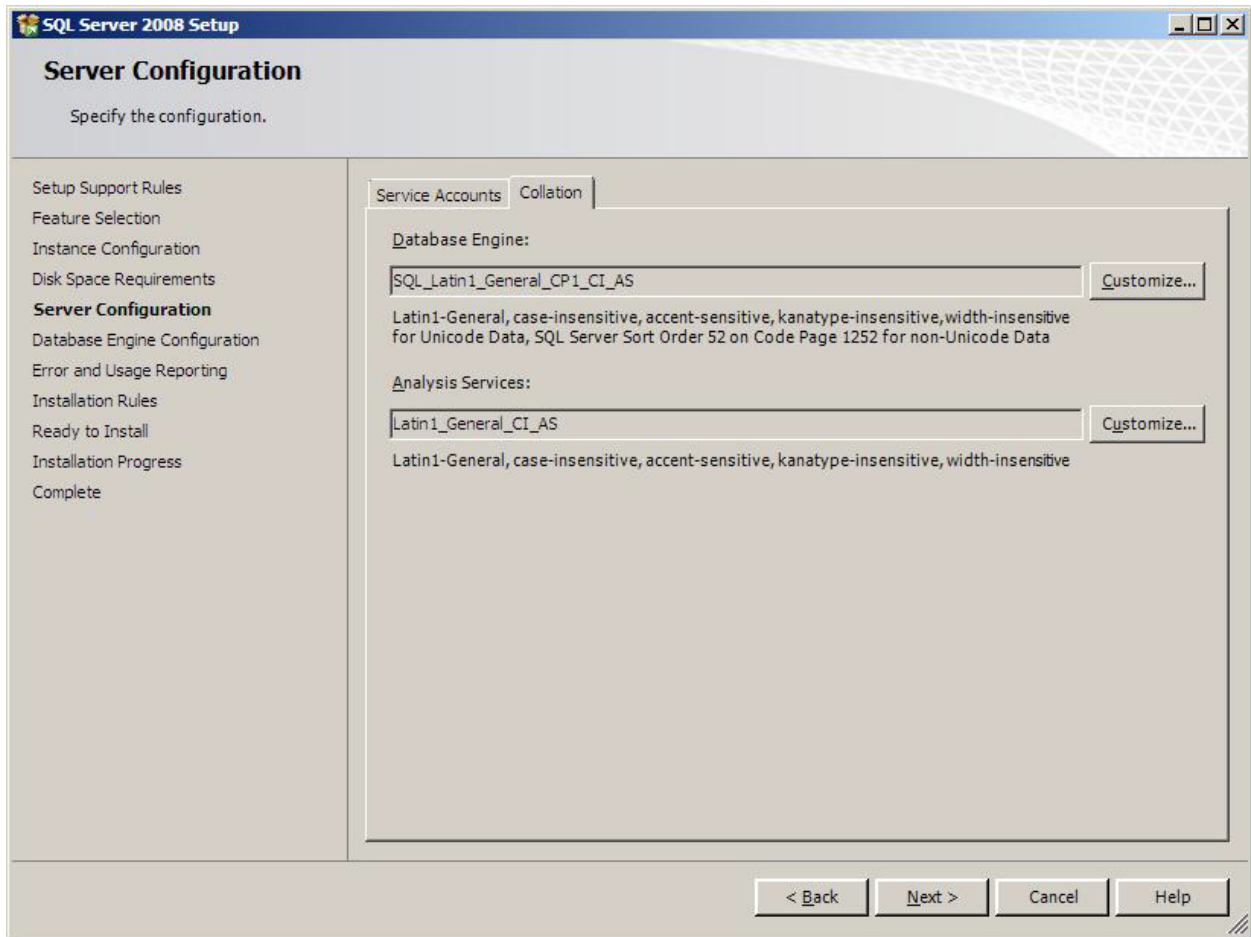 SQL Server 2008 Setup
Server Configuration
Specify the configuration.
Setup Support Rules
Feature Selection
Instance Configuration
Disk Space Requirements
Server Configuration
Database Engine Configuration
Error and Usage Reporting
Installation Rules
Ready to Install
Installation Progress
Complete
Service Accounts
Collation
Database Engine:
SQL_Latin1_General_CP1_CI_AS
Customize...
Latin1-General, case-insensitive, accent-sensitive, kanatype-insensitive, width-insensitive
for Unicode Data, SQL Server Sort Order 52 on Code Page 1252 for non-Unicode Data
Analysis Services:
Latin1_General_CI_AS
Customize...
Latin1-General, case-insensitive, accent-sensitive, kanatype-insensitive, width-insensitive
< Back
Next >
Cancel
Help